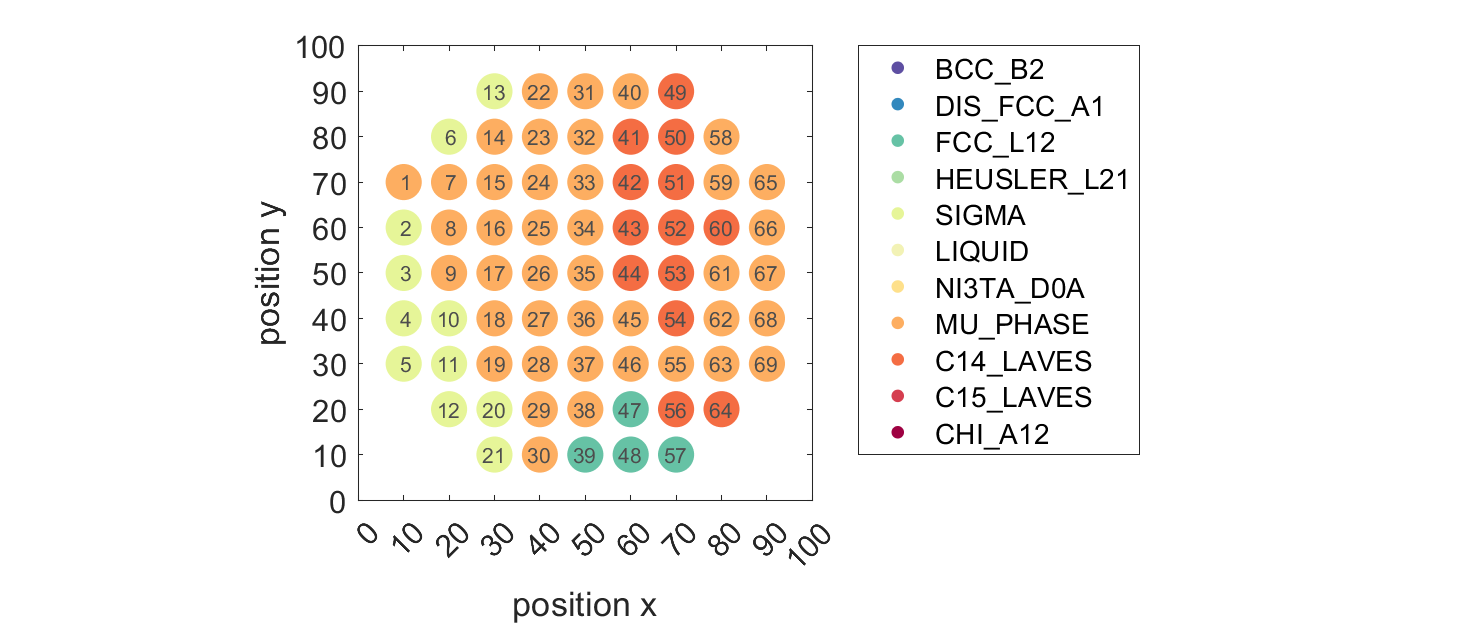 100
90
80
70
60
50
40
30
20
10
0
position y
13 22 31 40 49
6 14 23 32 41 50 58
1 7 15 24 33 42 51 59 65
2 8 16 25 34 43 52 60 66
3 9 17 26 35 44 53 61 67
4 10 18 27 36 45 54 62 68
5 11 19 28 37 46 55 63 69
12 20 29 38 47 56 64
21 30 39 48 57
0 10 20 30 40 50 60 70 80 90 100
position x
BCC_B2
DIS_FCC_A1
FCC_L12
HEUSLER_L21
SIGMA
LIQUID
NI3TA_D0A
MU_PHASE
C14_LAVES
C15_LAVES
CHI_A12